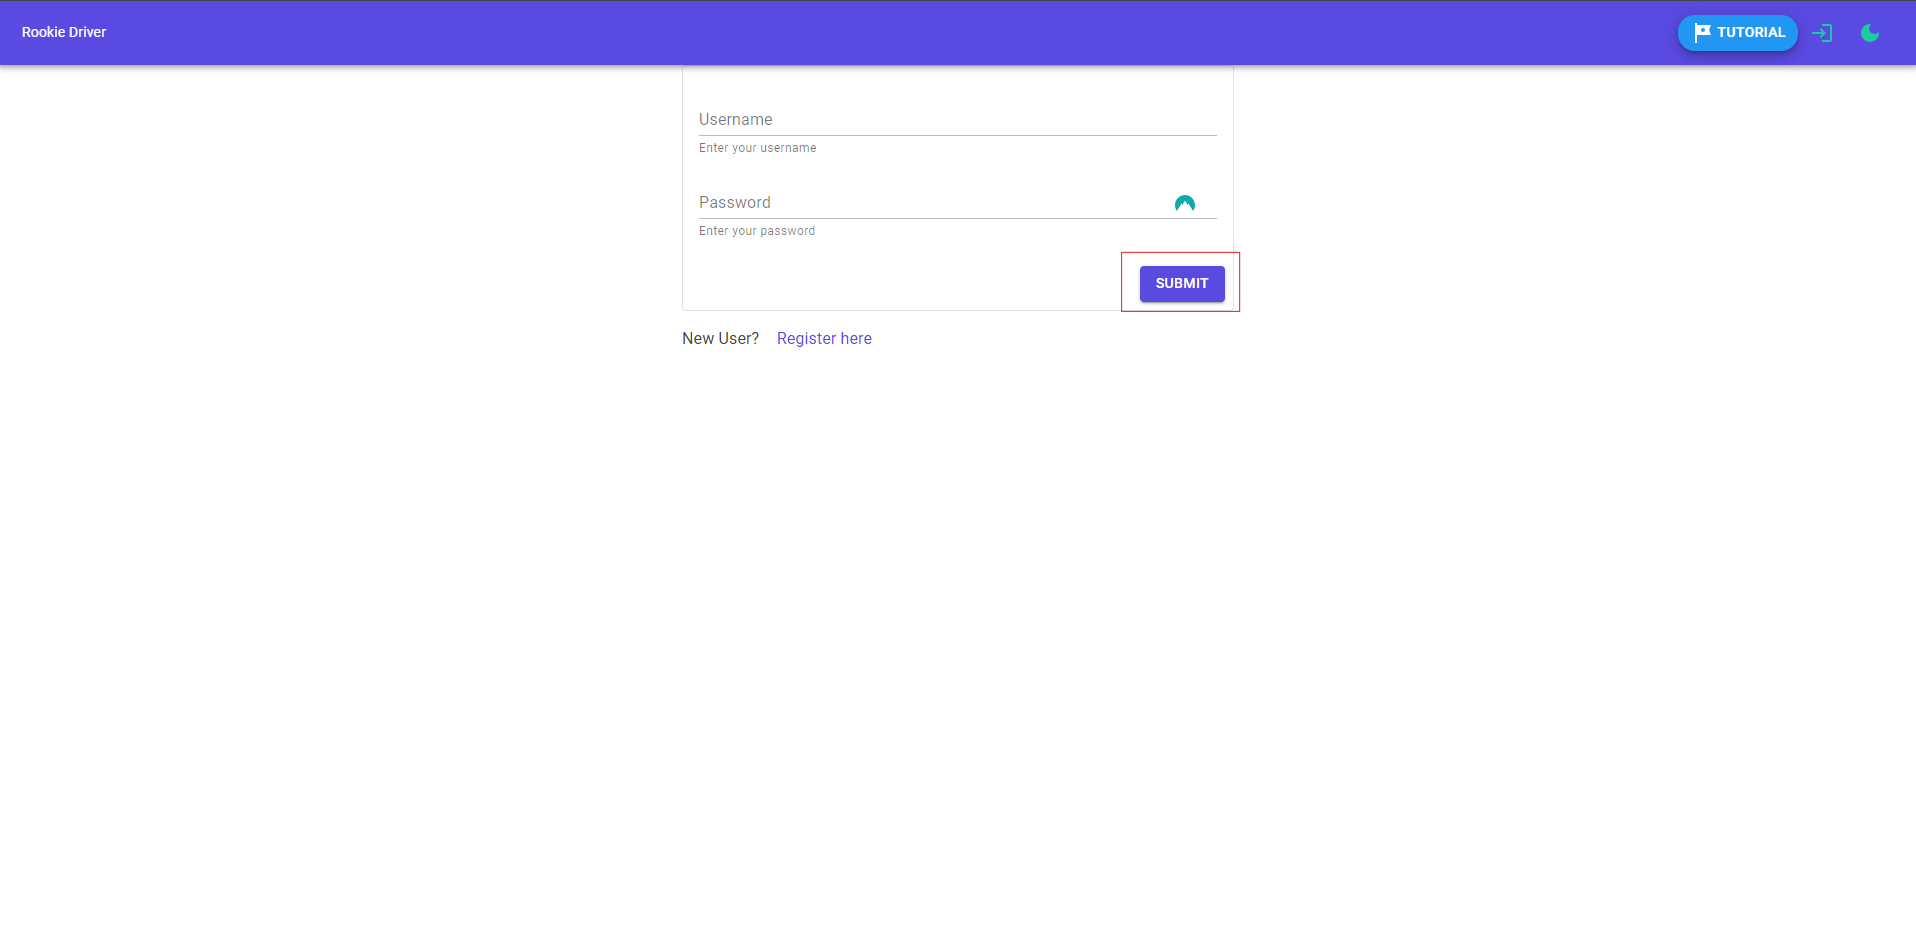 Rookie Driver
TUTORIAL
Username
Enter your username
Password
Enter your password
SUBMIT
New User? Register here